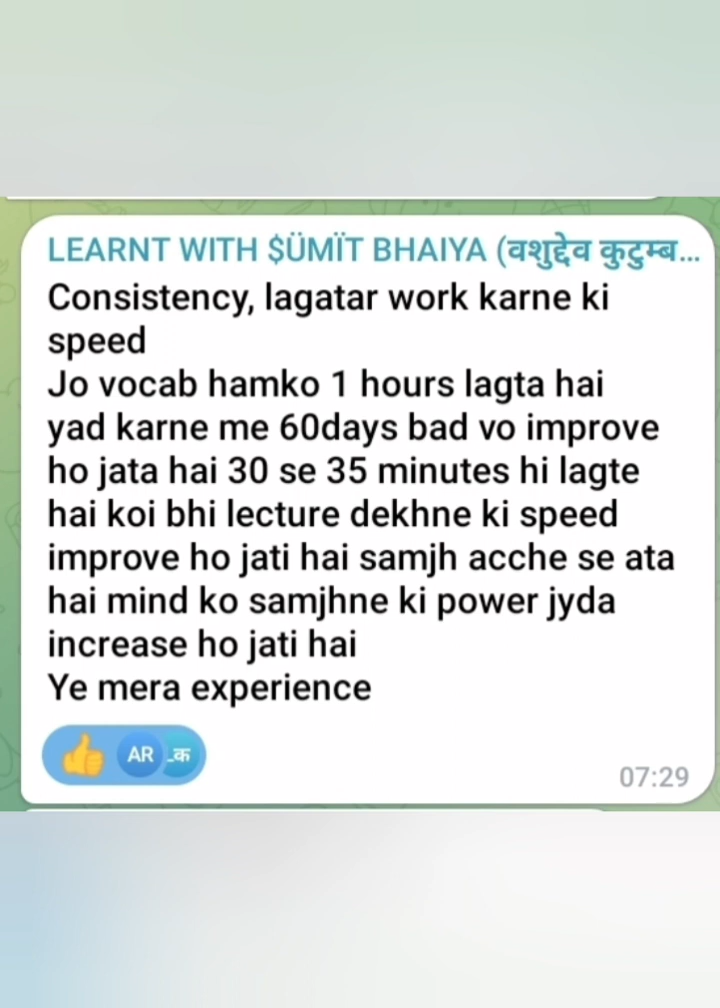 LEARNT WITH $ÜMÏT BHAIYA (वशुद्देव कुटुम्ब...
Consistency, lagatar work karne ki
speed
Jo vocab hamko 1 hours lagta hai
yad karne me 60days bad vo improve
ho jata hai 30 se 35 minutes hi lagte
hai koi bhi lecture dekhne ki speed
improve ho jati hai samjh acche se ata
hai mind ko samjhne ki power jyda
increase ho jati hai
Ye mera experience
AR .क
07:29